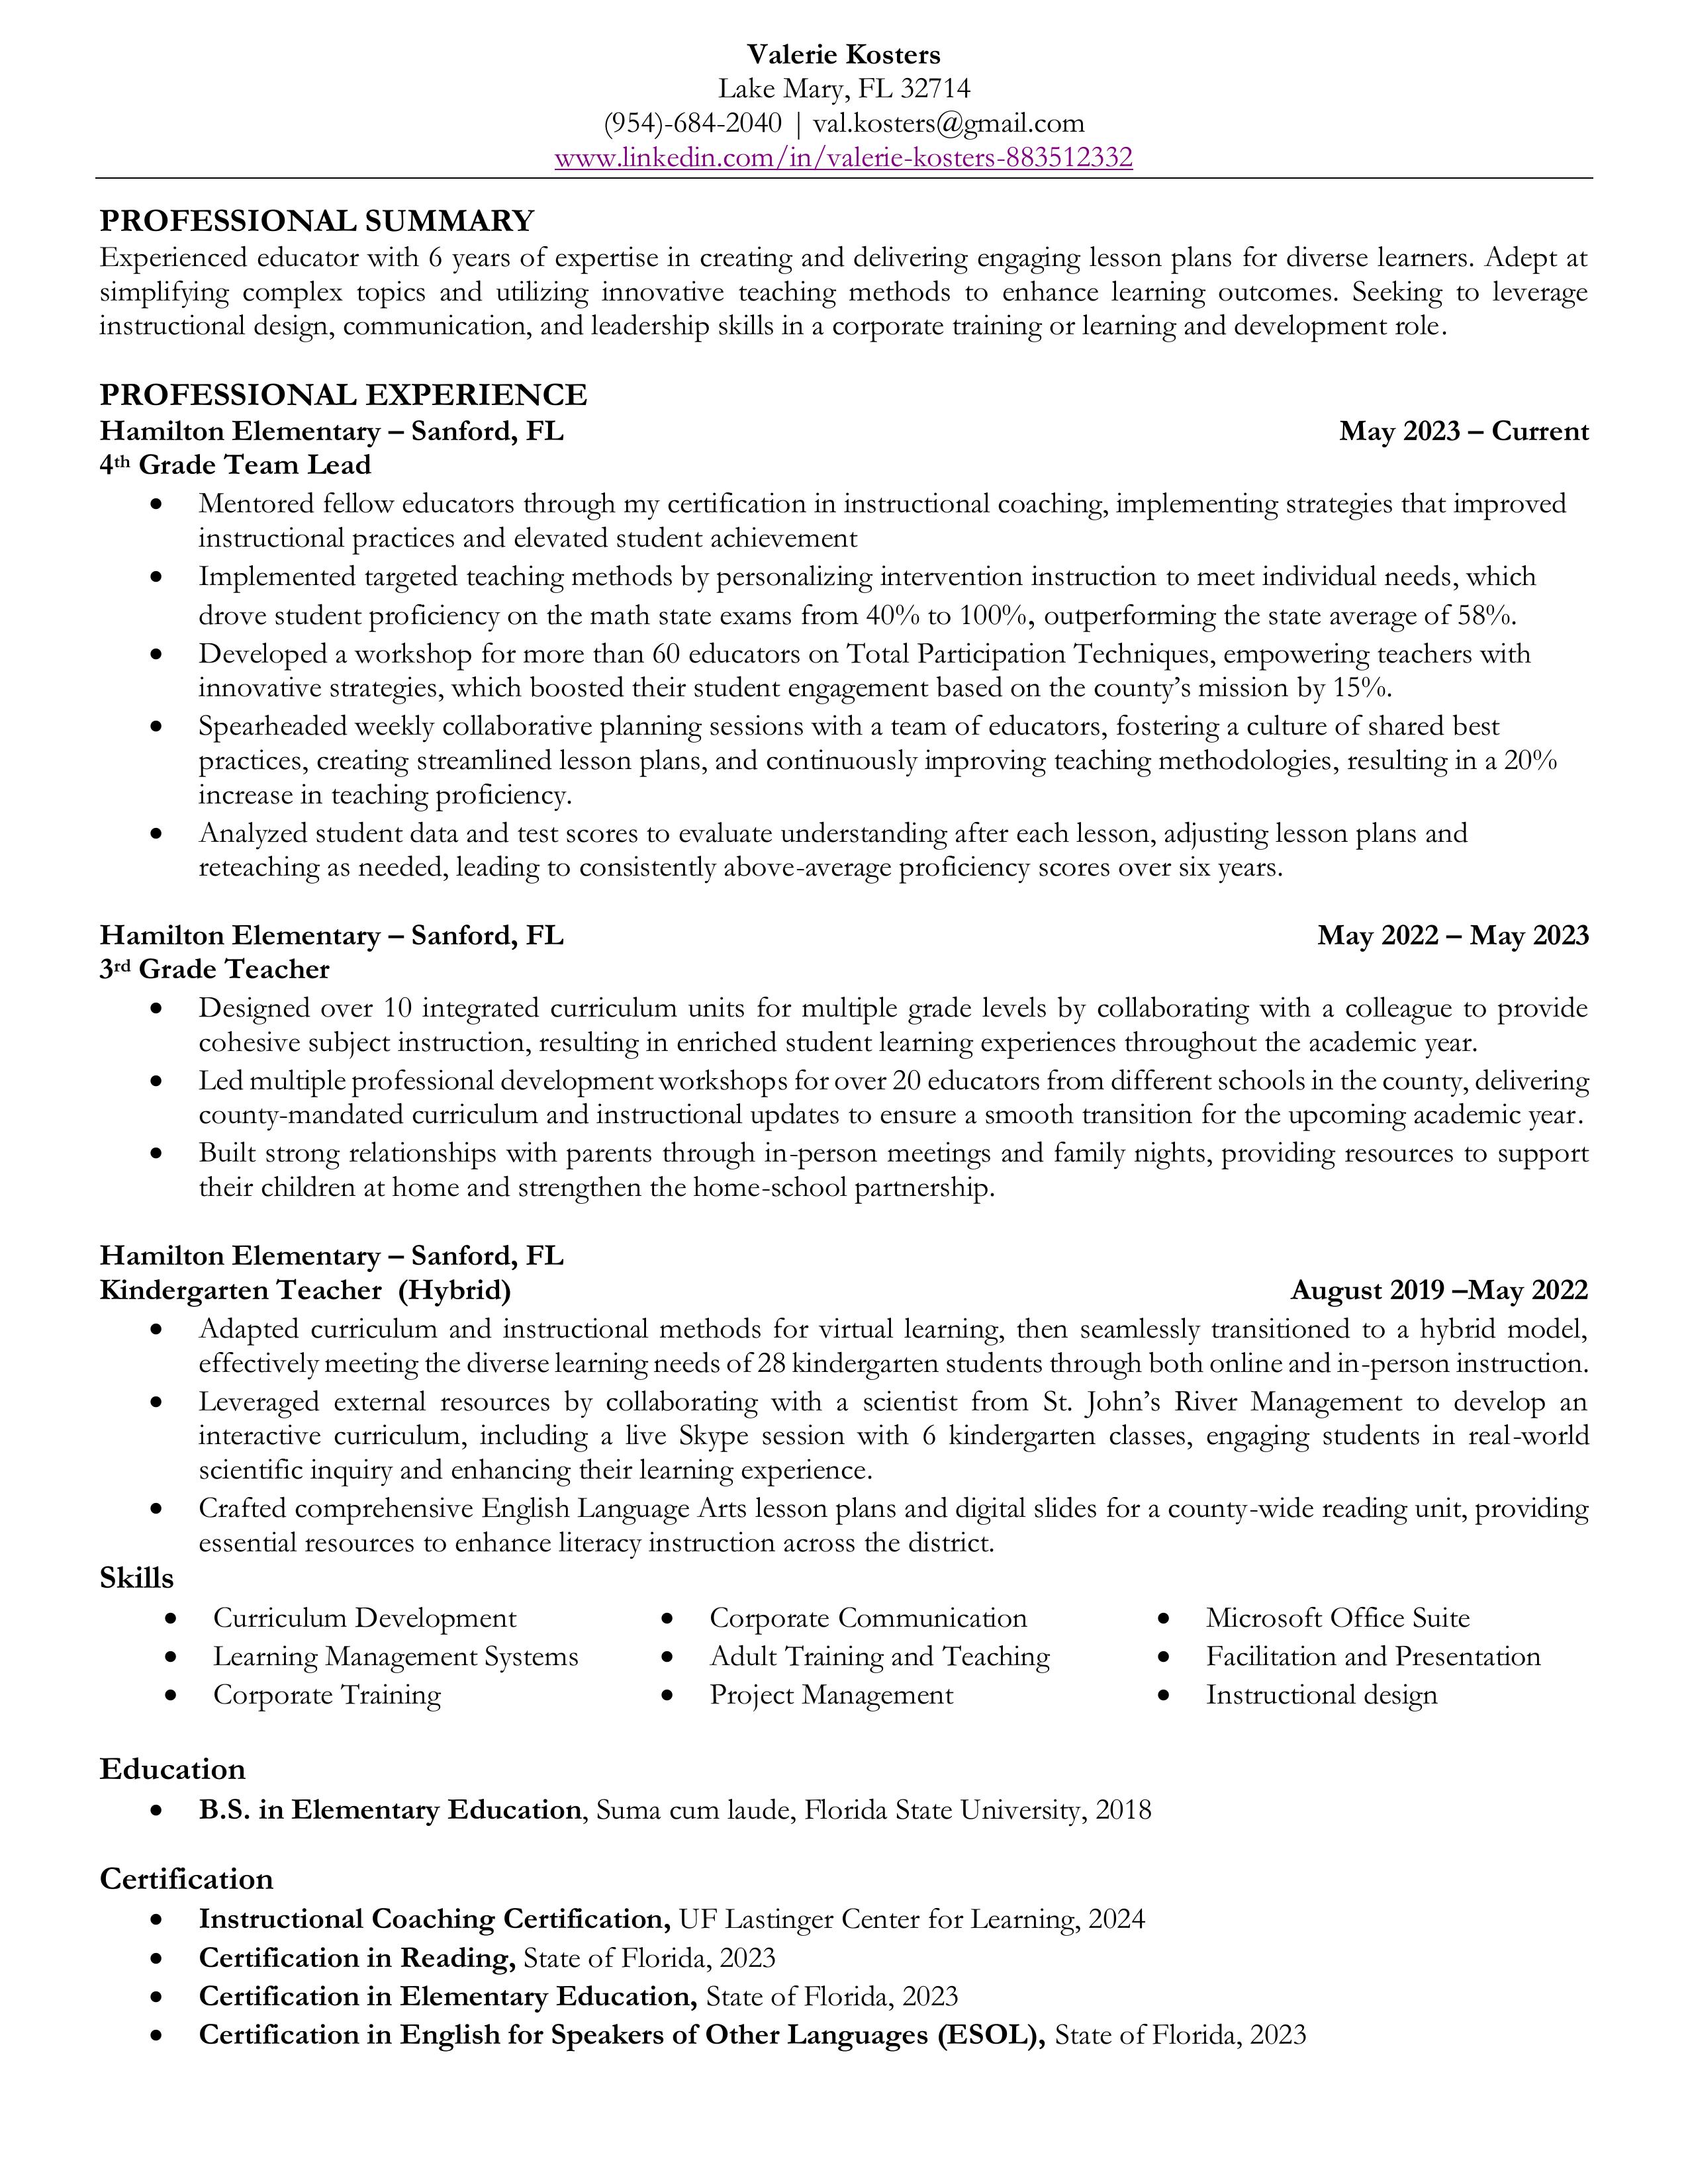 Valerie Kosters
Lake Mary, FL 32714
(954)-684-2040 | val.kosters@gmail.com
www.linkedin.com/in/valerie-kosters-883512332
PROFESSIONAL SUMMARY
Experienced educator with 6 years of expertise in creating and delivering engaging lesson plans for diverse learners. Adept at
simplifying complex topics and utilizing innovative teaching methods to enhance learning outcomes. Seeking to leverage
instructional design, communication, and leadership skills in a corporate training or learning and development role.
PROFESSIONAL EXPERIENCE
Hamilton Elementary – Sanford, FL May 2023 – Current
4th Grade Team Lead
• Mentored fellow educators through my certification in instructional coaching, implementing strategies that improved
instructional practices and elevated student achievement
• Implemented targeted teaching methods by personalizing intervention instruction to meet individual needs, which
drove student proficiency on the math state exams from 40% to 100%, outperforming the state average of 58%.
• Developed a workshop for more than 60 educators on Total Participation Techniques, empowering teachers with
innovative strategies, which boosted their student engagement based on the county’s mission by 15%.
• Spearheaded weekly collaborative planning sessions with a team of educators, fostering a culture of shared best
practices, creating streamlined lesson plans, and continuously improving teaching methodologies, resulting in a 20%
increase in teaching proficiency.
• Analyzed student data and test scores to evaluate understanding after each lesson, adjusting lesson plans and
reteaching as needed, leading to consistently above-average proficiency scores over six years.
Hamilton Elementary – Sanford, FL May 2022 – May 2023
3rd Grade Teacher
• Designed over 10 integrated curriculum units for multiple grade levels by collaborating with a colleague to provide
cohesive subject instruction, resulting in enriched student learning experiences throughout the academic year.
• Led multiple professional development workshops for over 20 educators from different schools in the county, delivering
county-mandated curriculum and instructional updates to ensure a smooth transition for the upcoming academic year.
• Built strong relationships with parents through in-person meetings and family nights, providing resources to support
their children at home and strengthen the home-school partnership.
Hamilton Elementary – Sanford, FL
Kindergarten Teacher (Hybrid) August 2019 –May 2022
• Adapted curriculum and instructional methods for virtual learning, then seamlessly transitioned to a hybrid model,
effectively meeting the diverse learning needs of 28 kindergarten students through both online and in-person instruction.
• Leveraged external resources by collaborating with a scientist from St. John’s River Management to develop an
interactive curriculum, including a live Skype session with 6 kindergarten classes, engaging students in real-world
scientific inquiry and enhancing their learning experience.
• Crafted comprehensive English Language Arts lesson plans and digital slides for a county-wide reading unit, providing
essential resources to enhance literacy instruction across the district.
Skills
• Curriculum Development
• Learning Management Systems
• Corporate Training
• Corporate Communication
• Adult Training and Teaching
• Project Management
• Microsoft Office Suite
• Facilitation and Presentation
• Instructional design
Education
• B.S. in Elementary Education, Suma cum laude, Florida State University, 2018
Certification
• Instructional Coaching Certification, UF Lastinger Center for Learning, 2024
• Certification in Reading, State of Florida, 2023
• Certification in Elementary Education, State of Florida, 2023
• Certification in English for Speakers of Other Languages (ESOL), State of Florida, 2023